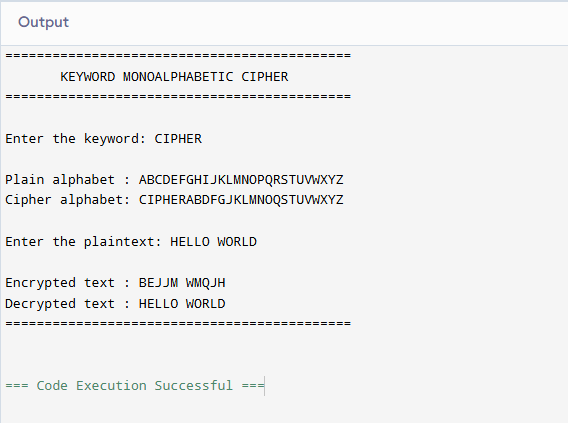 Output
============================================
KEYWORD MONOALPHABETIC CIPHER
============================================
Enter the keyword: CIPHER
Plain alphabet : ABCDEFGHIJKLMNOPQRSTUVWXYZ
Cipher alphabet: CIPHERABDFGJKLMNOQSTUVWXYZ
Enter the plaintext: HELLO WORLD
Encrypted text : BEJJM WMQJH
Decrypted text : HELLO WORLD
============================================
=== Code Execution Successful ===